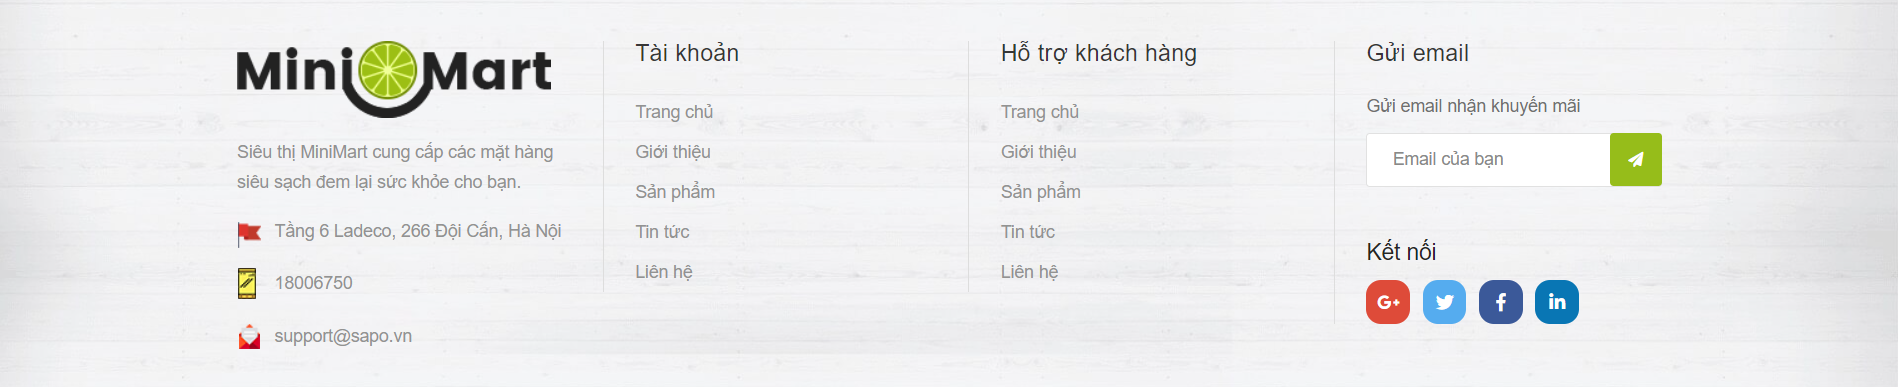 Mini Mart
Siêu thị MiniMart cung cấp các mặt hàng
siêu sạch đem lại sức khỏe cho bạn.
Tầng 6 Ladeco, 266 Đội Cấn, Hà Nội
18006750
support@sapo.vn
Tài khoản
Trang chủ
Giới thiệu
Sản phẩm
Tin tức
Liên hệ
Hỗ trợ khách hàng
Trang chủ
Giới thiệu
Sản phẩm
Tin tức
Liên hệ
Gửi email
Gửi email nhận khuyến mãi
Email của bạn
Kết nối
G+
f
in